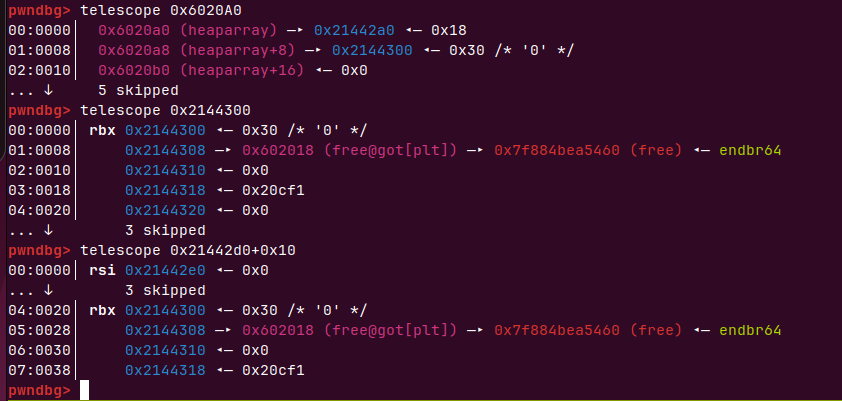 pwndbg> telescope 0x6020A0
00:0000│  0x6020a0 (heaparray) —▸ 0x21442a0 ◂— 0x18
01:0008│  0x6020a8 (heaparray+8) —▸ 0x2144300 ◂— 0x30 /* '0' */
02:0010│  0x6020b0 (heaparray+16) ◂— 0x0
... ↓     5 skipped
pwndbg> telescope 0x2144300
00:0000│ rbx 0x2144300 ◂— 0x30 /* '0' */
01:0008│     0x2144308 —▸ 0x602018 (free@got[plt]) —▸ 0x7f884bea5460 (free) ◂— endbr64
02:0010│     0x2144310 ◂— 0x0
03:0018│     0x2144318 ◂— 0x20cf1
04:0020│     0x2144320 ◂— 0x0
... ↓        3 skipped
pwndbg> telescope 0x21442d0+0x10
00:0000│ rsi 0x21442e0 ◂— 0x0
... ↓        3 skipped
04:0020│ rbx 0x2144300 ◂— 0x30 /* '0' */
05:0028│     0x2144308 —▸ 0x602018 (free@got[plt]) —▸ 0x7f884bea5460 (free) ◂— endbr64
06:0030│     0x2144310 ◂— 0x0
07:0038│     0x2144318 ◂— 0x20cf1
pwndbg>